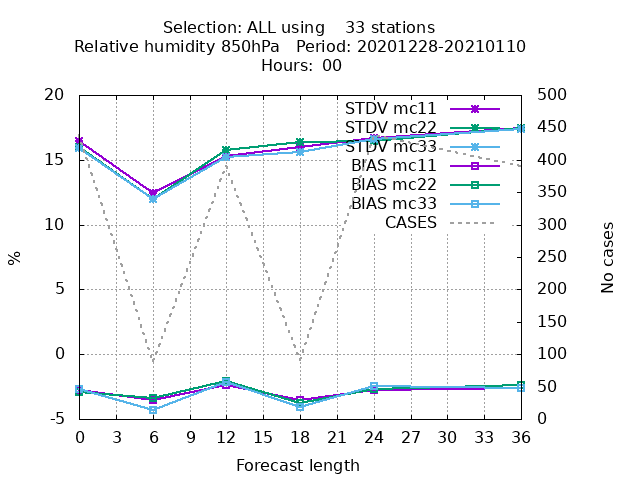 Selection: ALL using    33 stations
Relative humidity 850hPa   Period: 20201228-20210110
Hours: 00
20
15
10
5
0
-5
%
500
450
400
350
300
250
200
150
100
50
0
No cases
STDV mc11
STDV mc22
STDV mc33
BIAS mc11
BIAS mc22
BIAS mc33
CASES
0 3 6 9 12 15 18 21 24 27 30 33 36
Forecast length